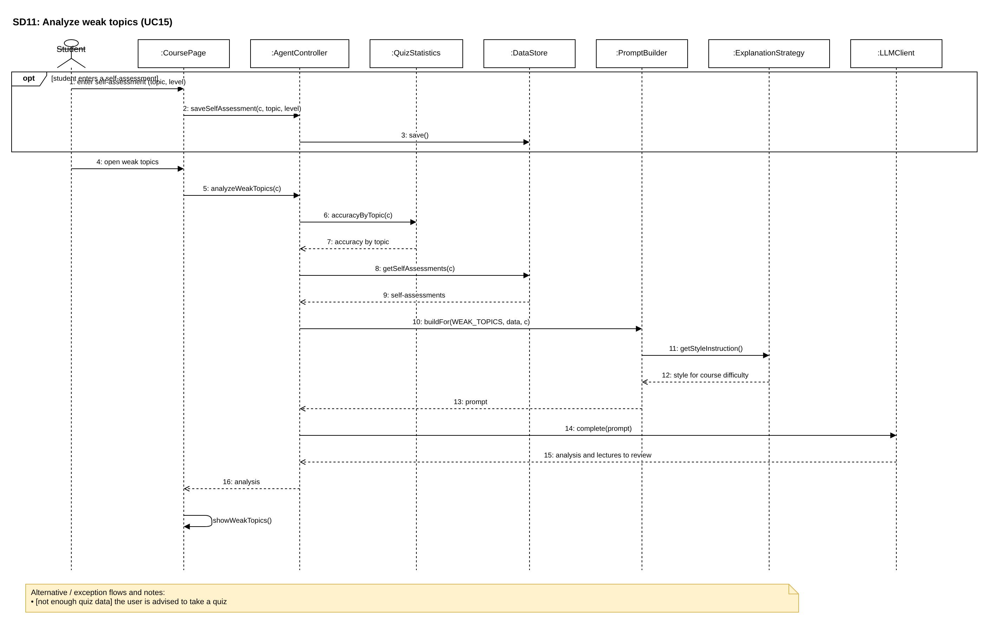 SD11: Analyze weak topics (UC15)
Student
:CoursePage
:AgentController
:QuizStatistics
:DataStore
:PromptBuilder
:ExplanationStrategy
:LLMClient
opt
[student enters a self-assessment]
1: enter self-assessment (topic, level)
2: saveSelfAssessment(c, topic, level)
3: save()
4: open weak topics
5: analyzeWeakTopics(c)
6: accuracyByTopic(c)
7: accuracy by topic
8: getSelfAssessments(c)
9: self-assessments
10: buildFor(WEAK_TOPICS, data, c)
11: getStyleInstruction()
12: style for course difficulty
13: prompt
14: complete(prompt)
15: analysis and lectures to review
16: analysis
showWeakTopics()
Alternative / exception flows and notes:
• [not enough quiz data] the user is advised to take a quiz